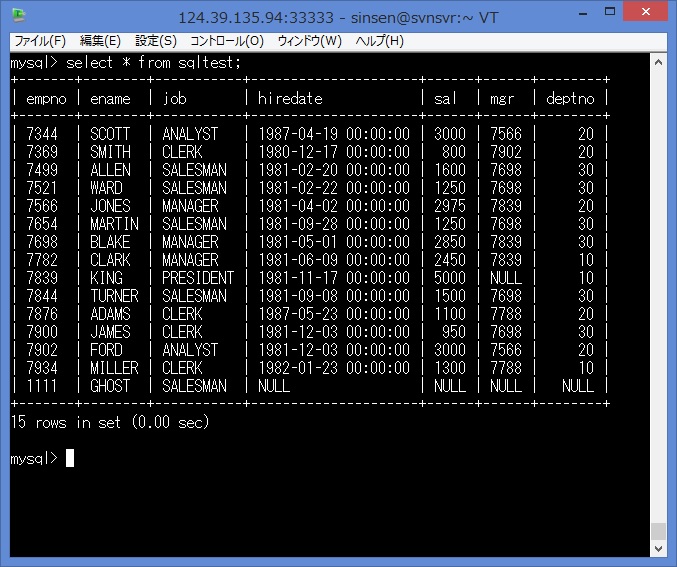 124.39.135.94:33333 - sinsen@svnsvr:~ VT
ファイル(F) 編集(E) 設定(S) コントロール(O) ウィンドウ(W) ヘルプ(H)
mysql> select * from sqltest;
+-------+--------+-----------+---------------------+------+------+--------+
| empno | ename | job | hiredate | sal | mgr | deptno |
+-------+--------+-----------+---------------------+------+------+--------+
| 7344 | SCOTT | ANALYST | 1987-04-19 00:00:00 | 3000 | 7566 | 20 |
| 7369 | SMITH | CLERK | 1980-12-17 00:00:00 | 800 | 7902 | 20 |
| 7499 | ALLEN | SALESMAN | 1981-02-20 00:00:00 | 1600 | 7698 | 30 |
| 7521 | WARD | SALESMAN | 1981-02-22 00:00:00 | 1250 | 7698 | 30 |
| 7566 | JONES | MANAGER | 1981-04-02 00:00:00 | 2975 | 7839 | 20 |
| 7654 | MARTIN | SALESMAN | 1981-09-28 00:00:00 | 1250 | 7698 | 30 |
| 7698 | BLAKE | MANAGER | 1981-05-01 00:00:00 | 2850 | 7839 | 30 |
| 7782 | CLARK | MANAGER | 1981-06-09 00:00:00 | 2450 | 7839 | 10 |
| 7839 | KING | PRESIDENT | 1981-11-17 00:00:00 | 5000 | NULL | 10 |
| 7844 | TURNER | SALESMAN | 1981-09-08 00:00:00 | 1500 | 7698 | 30 |
| 7876 | ADAMS | CLERK | 1987-05-23 00:00:00 | 1100 | 7788 | 20 |
| 7900 | JAMES | CLERK | 1981-12-03 00:00:00 | 950 | 7698 | 30 |
| 7902 | FORD | ANALYST | 1981-12-03 00:00:00 | 3000 | 7566 | 20 |
| 7934 | MILLER | CLERK | 1982-01-23 00:00:00 | 1300 | 7788 | 10 |
| 1111 | GHOST | SALESMAN | NULL | NULL | NULL | NULL |
+-------+--------+-----------+---------------------+------+------+--------+
15 rows in set (0.00 sec)
mysql>